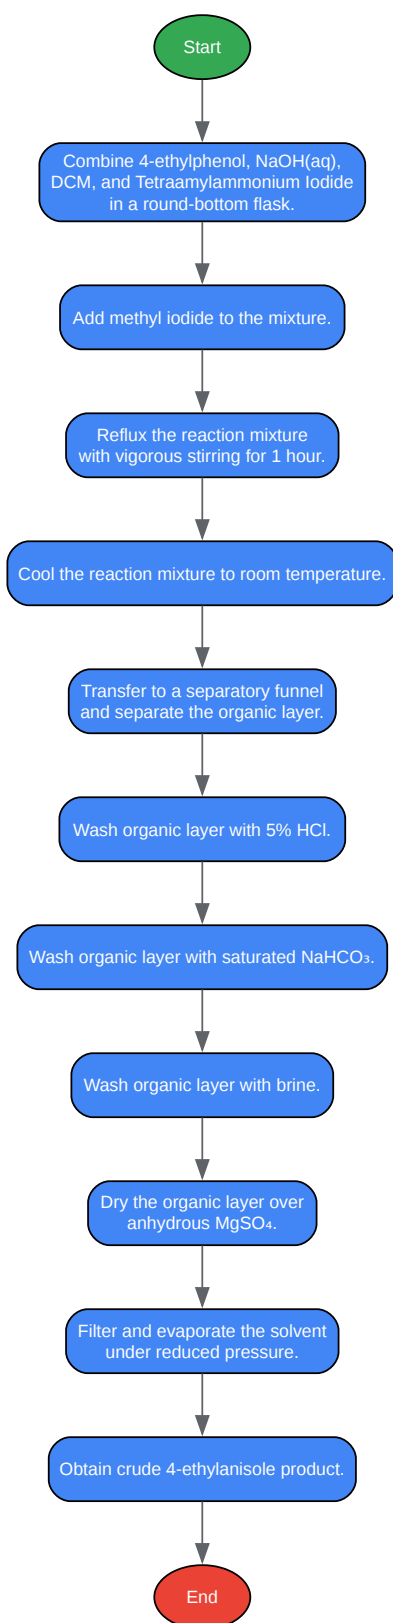 Start
Combine 4-ethylphenol, NaOH(aq),
DCM, and Tetraamylammonium Iodide
in a round-bottom flask.
Add methyl iodide to the mixture.
Reflux the reaction mixture
with vigorous stirring for 1 hour.
Cool the reaction mixture to room temperature.
Transfer to a separatory funnel
and separate the organic layer.
Wash organic layer with 5% HCl.
Wash organic layer with saturated NaHCO₃.
Wash organic layer with brine.
Dry the organic layer over
anhydrous MgSO₄.
Filter and evaporate the solvent
under reduced pressure.
Obtain crude 4-ethylanisole product.
End